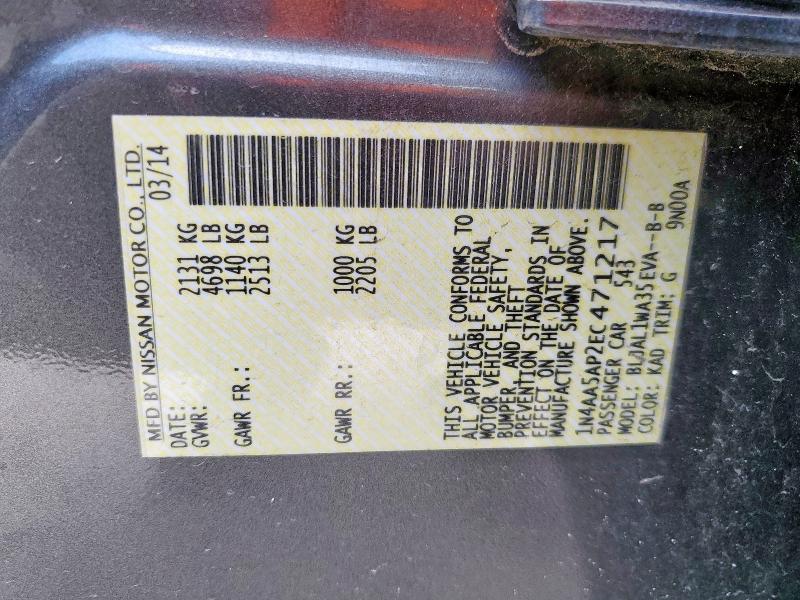 MFD BY NISSAN MOTOR CO., LTD.
DATE: 03/14
GVWR: 2131 KG
4698 LB
GAWR FR.: 1140 KG
2513 LB
GAWR RR.: 1000 KG
2205 LB
THIS VEHICLE CONFORMS TO
ALL APPLICABLE FEDERAL
MOTOR VEHICLE SAFETY,
BUMPER, AND THEFT
PREVENTION STANDARDS IN
EFFECT ON THE DATE OF
MANUFACTURE SHOWN ABOVE.
1N4AA5AP2EC471217
PASSENGER CAR 543
MODEL: BLJAL1WA35EVA--B-B
COLOR: KAD TRIM: G 9N00A